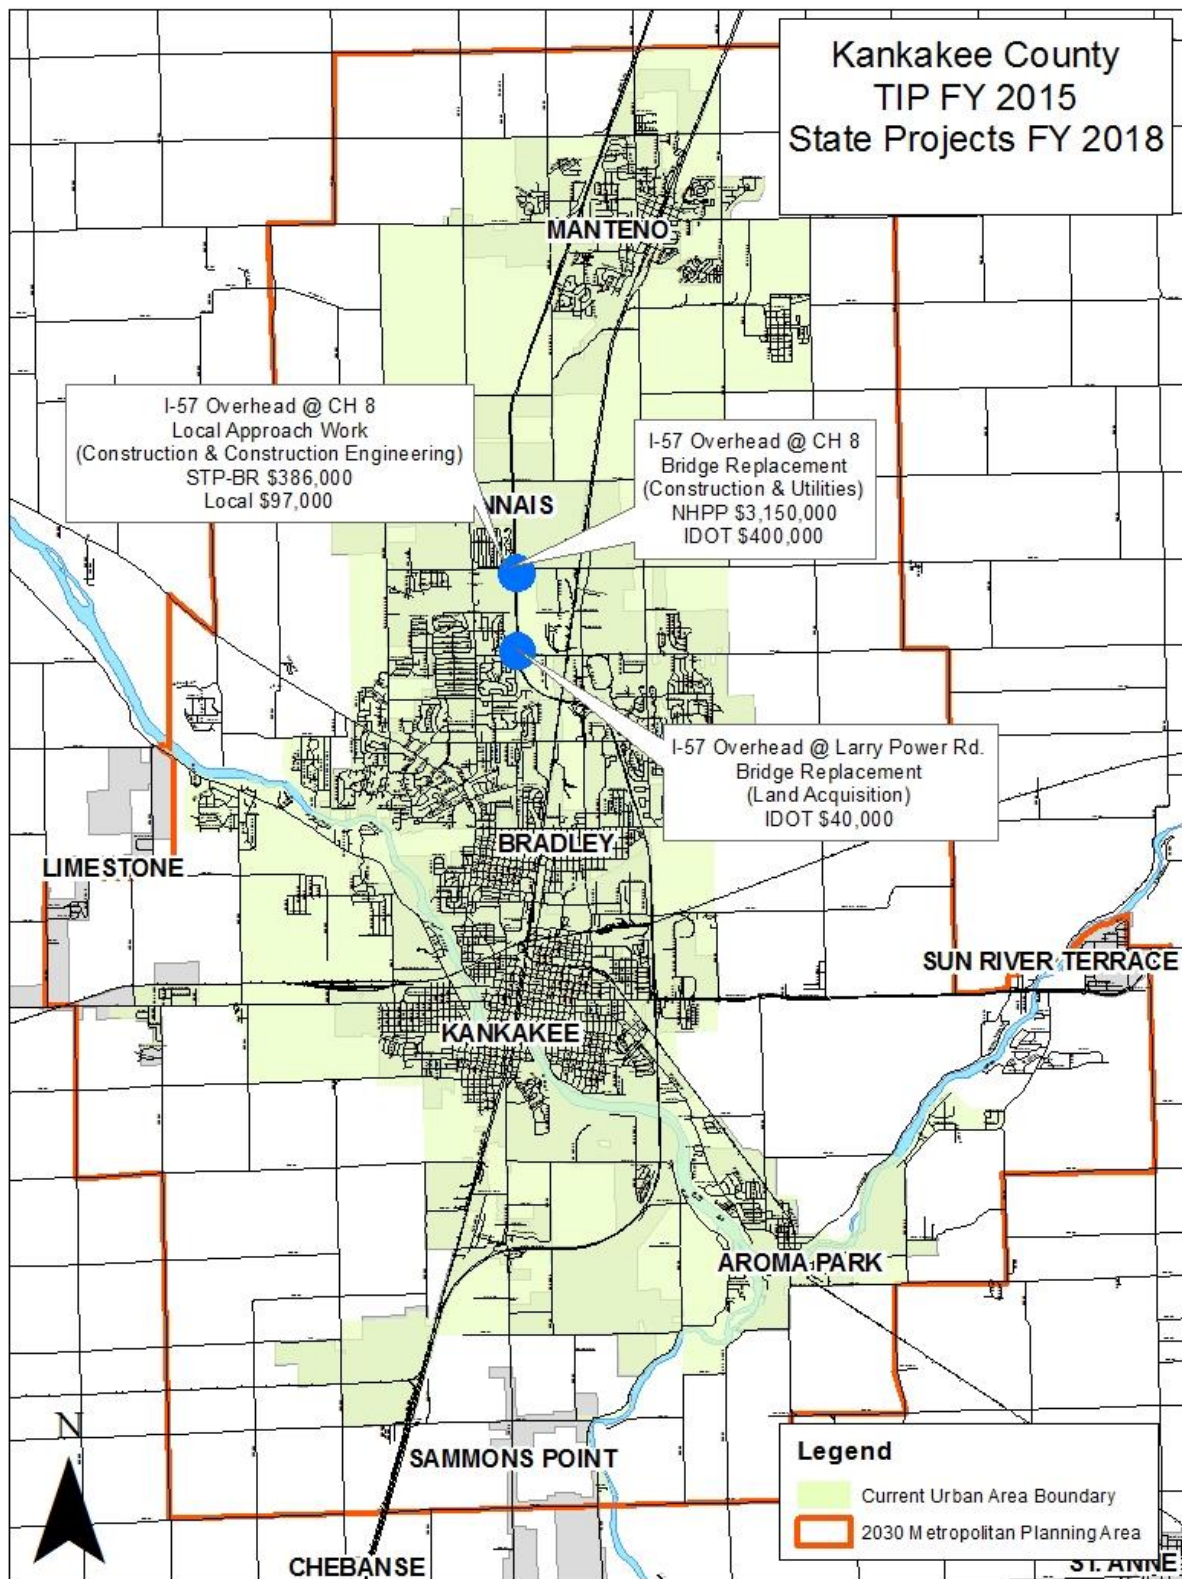 Kankakee County
TIP FY 2015
State Projects FY 2018
MANTENO
I-57 Overhead @ CH 8
Local Approach Work
(Construction & Construction Engineering)
STP-BR $386,000
Local $97,000
I-57 Overhead @ CH 8
Bridge Replacement
(Construction & Utilities)
NHPP $3,150,000
IDOT $400,000
NNAIS
I-57 Overhead @ Larry Power Rd.
Bridge Replacement
(Land Acquisition)
IDOT $40,000
BRADLEY
LIMESTONE
SUN RIVER TERRACE
KANKAKEE
AROMA PARK
N
SAMMONS POINT
Legend
Current Urban Area Boundary
2030 Metropolitan Planning Area
CHEBANSE
ST. ANNE